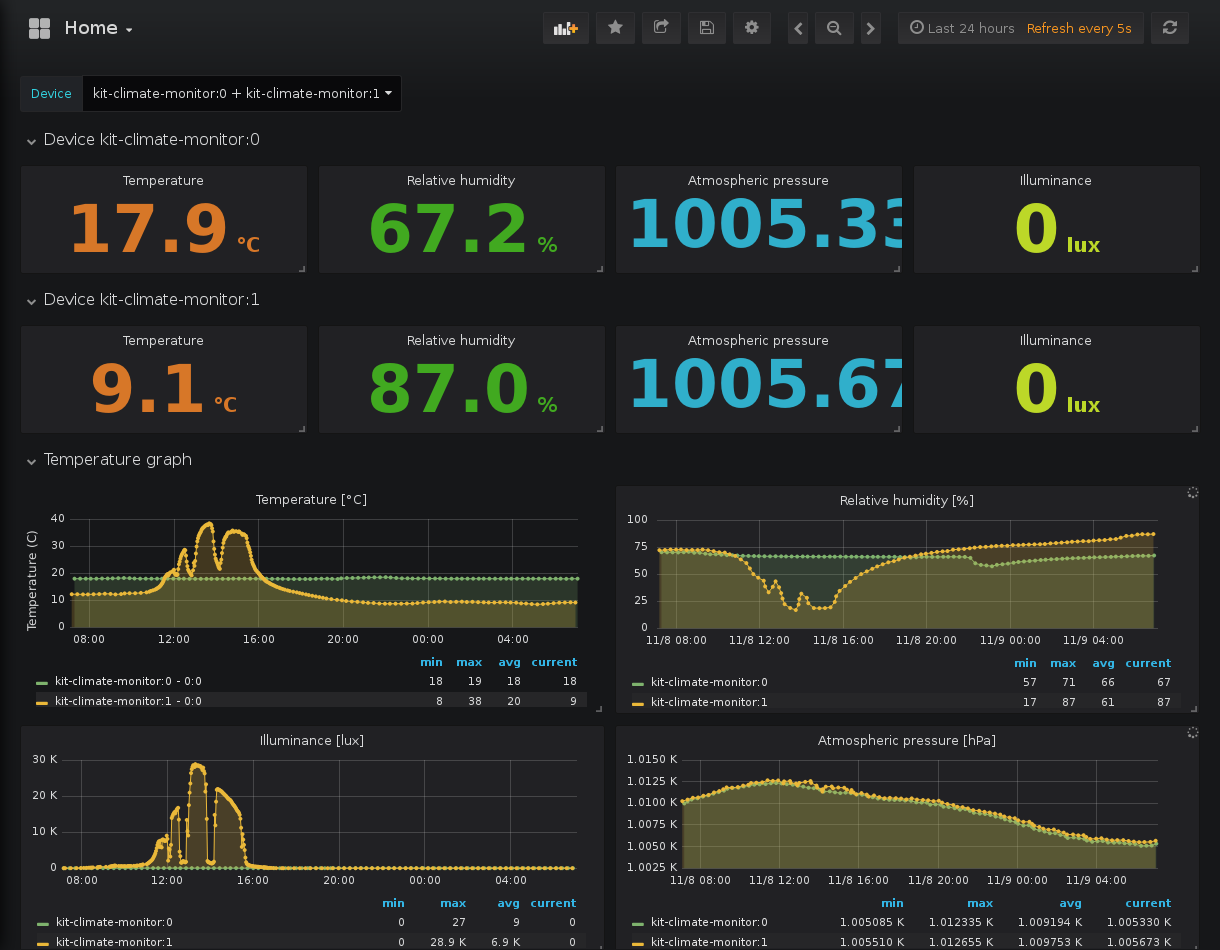 Home
Last 24 hours Refresh every 5s
Device kit-climate-monitor:0 + kit-climate-monitor:1
Device kit-climate-monitor:0
Temperature Relative humidity Atmospheric pressure Illuminance
17.9 °C 67.2 % 1005.33 0 lux
Device kit-climate-monitor:1
Temperature Relative humidity Atmospheric pressure Illuminance
9.1 °C 87.0 % 1005.67 0 lux
Temperature graph
Temperature [°C]
Temperature (C)
40
30
20
10
0
08:00 12:00 16:00 20:00 00:00 04:00
min max avg current
kit-climate-monitor:0 - 0:0 18 19 18 18
kit-climate-monitor:1 - 0:0 8 38 20 9
Relative humidity [%]
100
75
50
25
0
11/8 08:00 11/8 12:00 11/8 16:00 11/8 20:00 11/9 00:00 11/9 04:00
min max avg current
kit-climate-monitor:0 57 71 66 67
kit-climate-monitor:1 17 87 61 87
Illuminance [lux]
30 K
20 K
10 K
0
08:00 12:00 16:00 20:00 00:00 04:00
min max avg current
kit-climate-monitor:0 0 27 9 0
kit-climate-monitor:1 0 28.9 K 6.9 K 0
Atmospheric pressure [hPa]
1.0150 K
1.0125 K
1.0100 K
1.0075 K
1.0050 K
1.0025 K
11/8 08:00 11/8 12:00 11/8 16:00 11/8 20:00 11/9 00:00 11/9 04:00
min max avg current
kit-climate-monitor:0 1.005085 K 1.012335 K 1.009194 K 1.005330 K
kit-climate-monitor:1 1.005510 K 1.012655 K 1.009753 K 1.005673 K